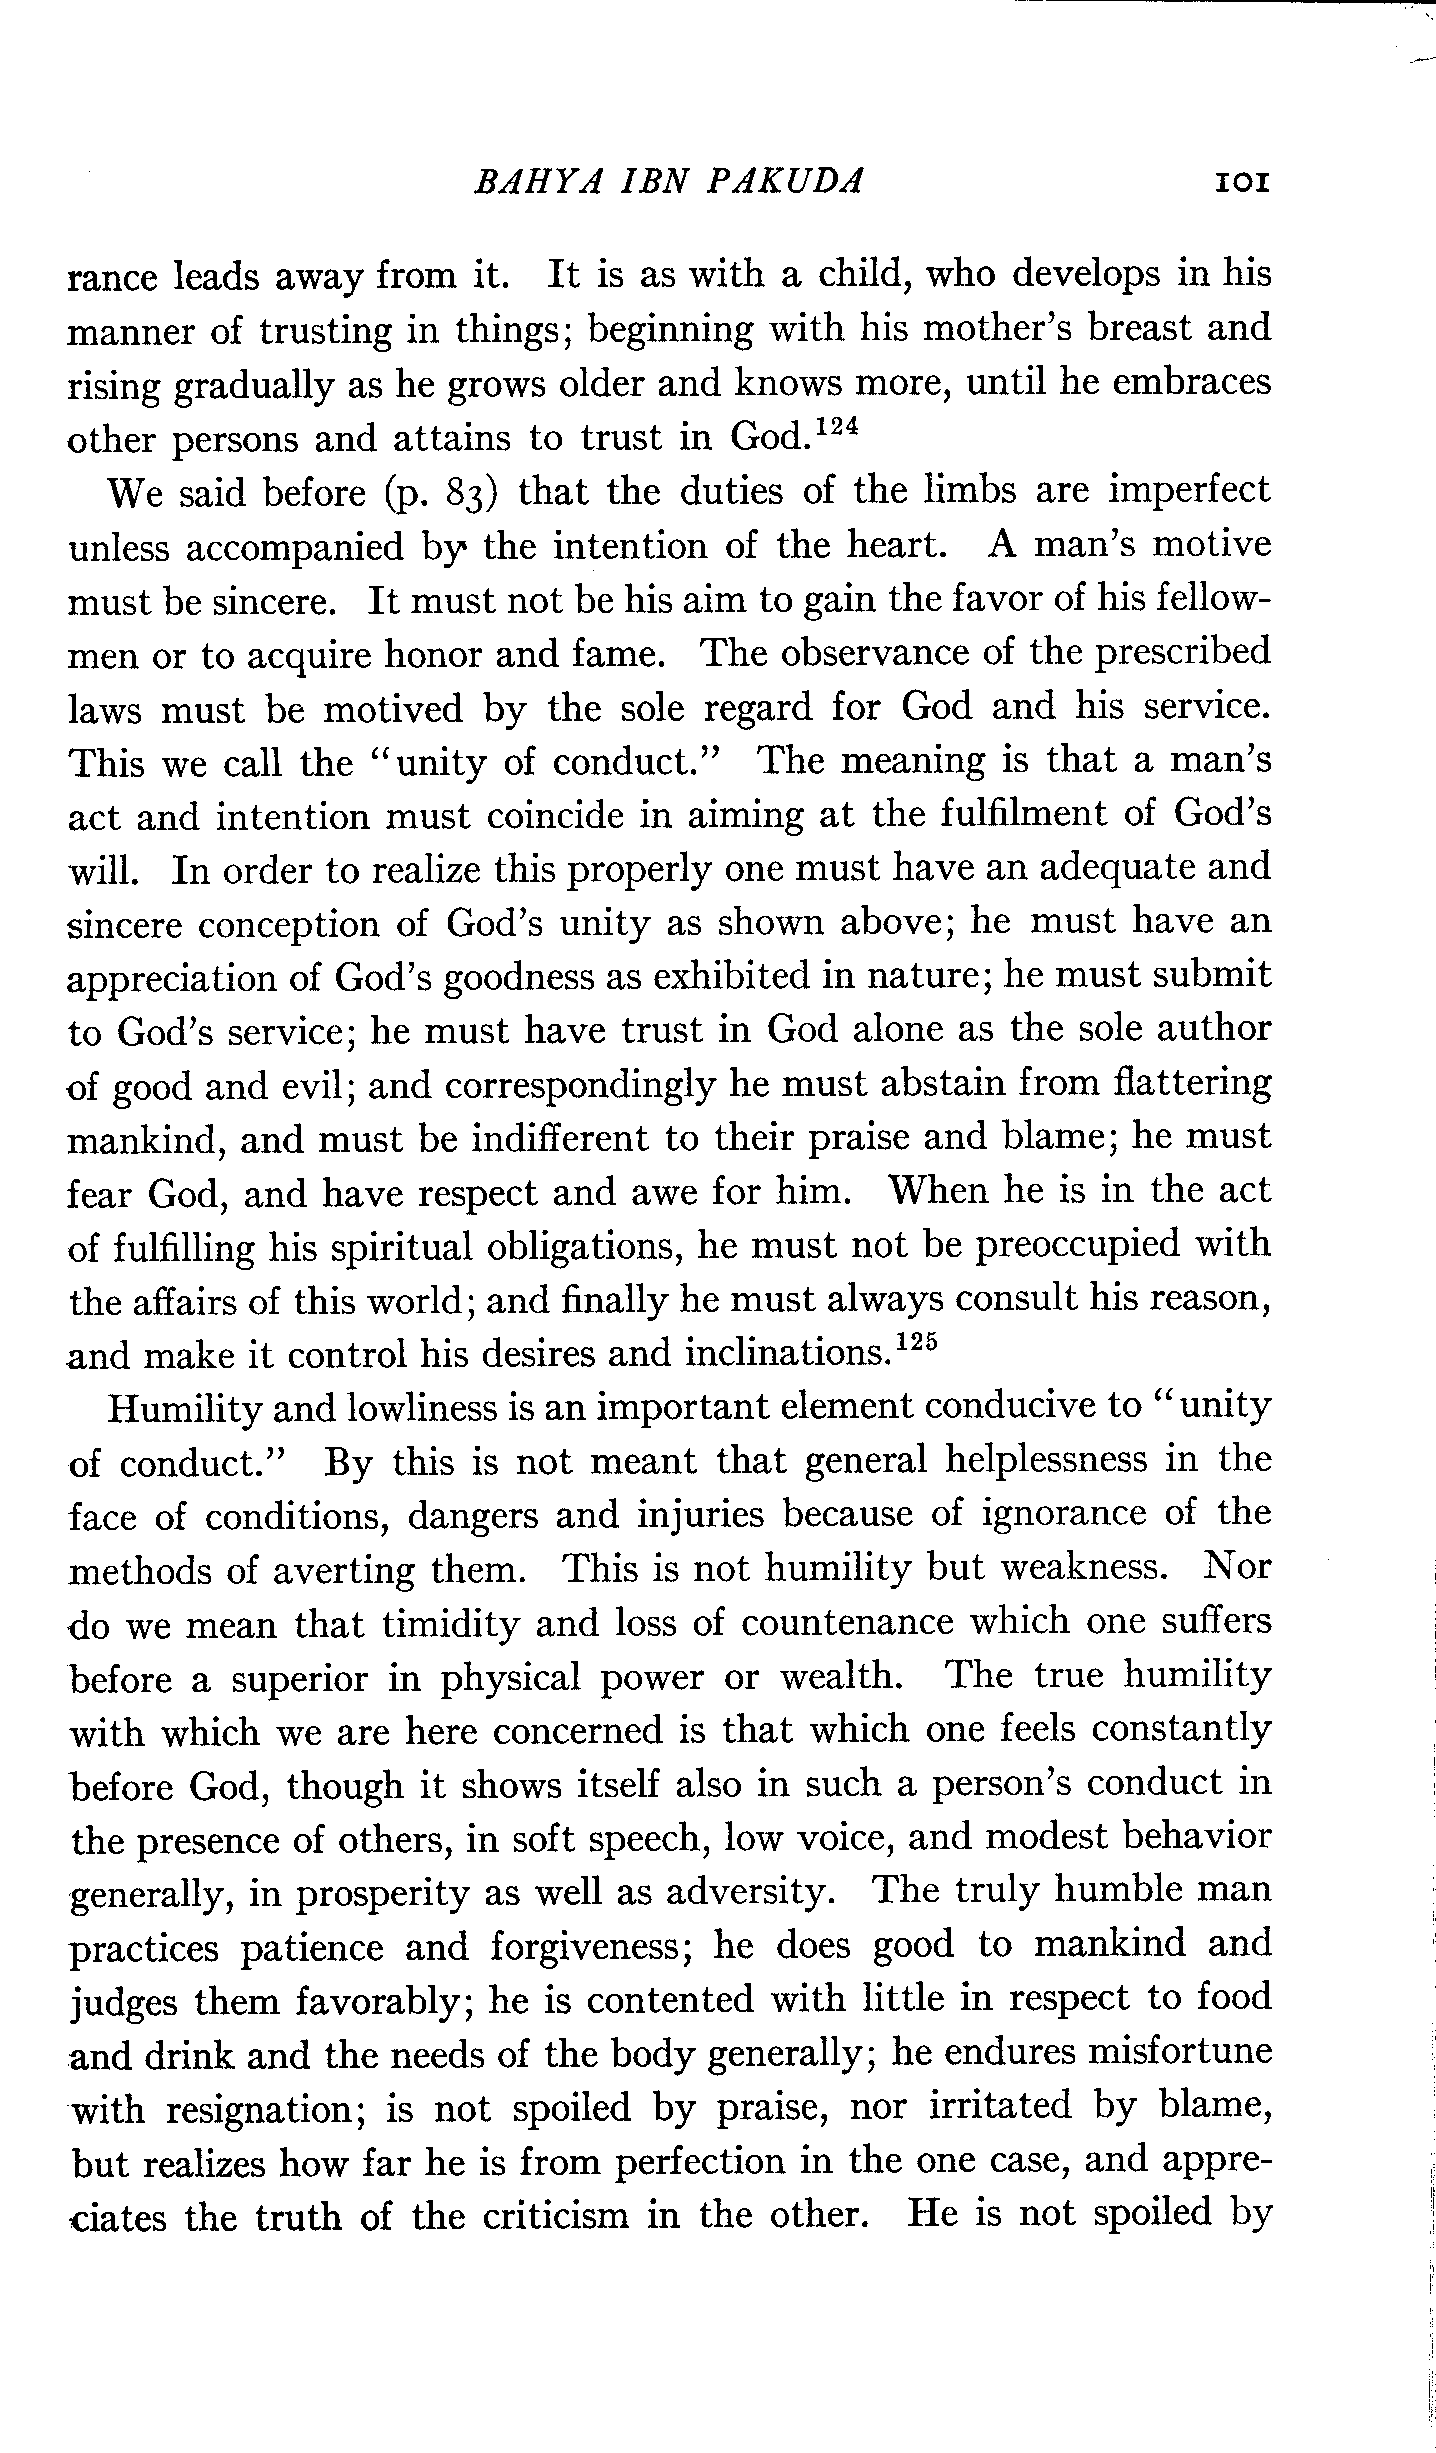 BAHYA IBN PAKUDA 101
rance leads away from it. It is as with a child, who develops in his
manner of trusting in things; beginning with his mother's breast and
rising gradually as he grows older and knows more, until he embraces
other persons and attains to trust in God.124
We said before (p. 83) that the duties of the limbs are imperfect
unless accompanied by the intention of the heart. A man's motive
must be sincere. It must not be his aim to gain the favor of his fellow-
men or to acquire honor and fame. The observance of the prescribed
laws must be motived by the sole regard for God and his service.
This we call the "unity of conduct." The meaning is that a man's
act and intention must coincide in aiming at the fulfilment of God's
will. In order to realize this properly one must have an adequate and
sincere conception of God's unity as shown above; he must have an
appreciation of God's goodness as exhibited in nature; he must submit
to God's service; he must have trust in God alone as the sole author
of good and evil; and correspondingly he must abstain from flattering
mankind, and must be indifferent to their praise and blame; he must
fear God, and have respect and awe for him. When he is in the act
of fulfilling his spiritual obligations, he must not be preoccupied with
the affairs of this world; and finally he must always consult his reason,
and make it control his desires and inclinations.125
Humility and lowliness is an important element conducive to "unity
of conduct." By this is not meant that general helplessness in the
face of conditions, dangers and injuries because of ignorance of the
methods of averting them. This is not humility but weakness. Nor
do we mean that timidity and loss of countenance which one suffers
before a superior in physical power or wealth. The true humility
with which we are here concerned is that which one feels constantly
before God, though it shows itself also in such a person's conduct in
the presence of others, in soft speech, low voice, and modest behavior
generally, in prosperity as well as adversity. The truly humble man
practices patience and forgiveness; he does good to mankind and
judges them favorably; he is contented with little in respect to food
and drink and the needs of the body generally; he endures misfortune
with resignation; is not spoiled by praise, nor irritated by blame,
but realizes how far he is from perfection in the one case, and appre-
ciates the truth of the criticism in the other. He is not spoiled by